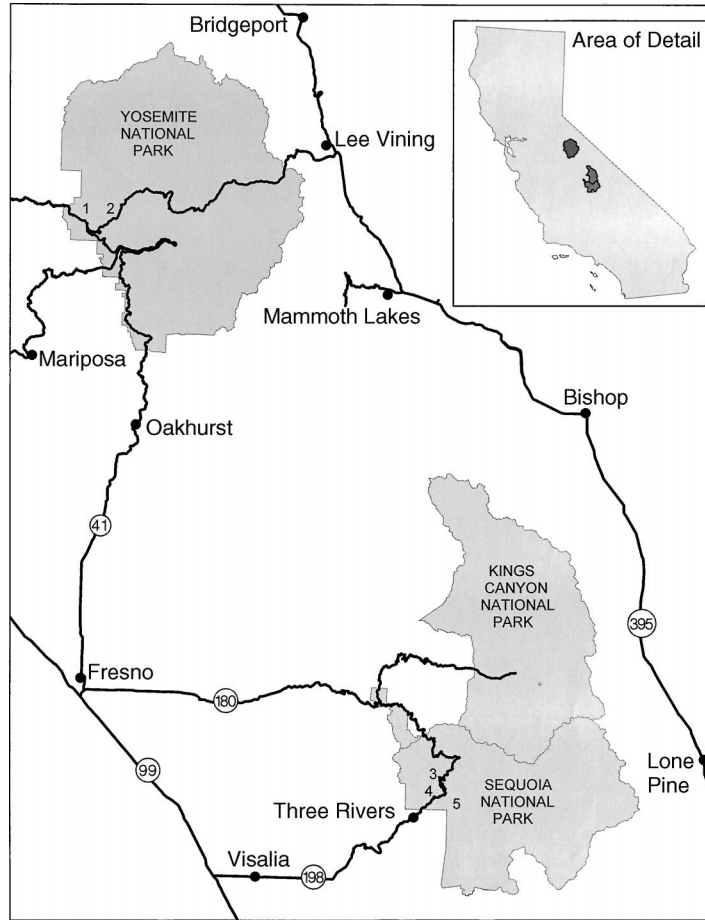 Bridgeport
Area of Detail
YOSEMITE
NATIONAL
PARK
Lee Vining
1 2
Mammoth Lakes
Mariposa
Bishop
Oakhurst
41
KINGS
CANYON
NATIONAL
PARK
395
Fresno
180
99
Lone
Pine
3
4 5
SEQUOIA
NATIONAL
PARK
Three Rivers
Visalia
198